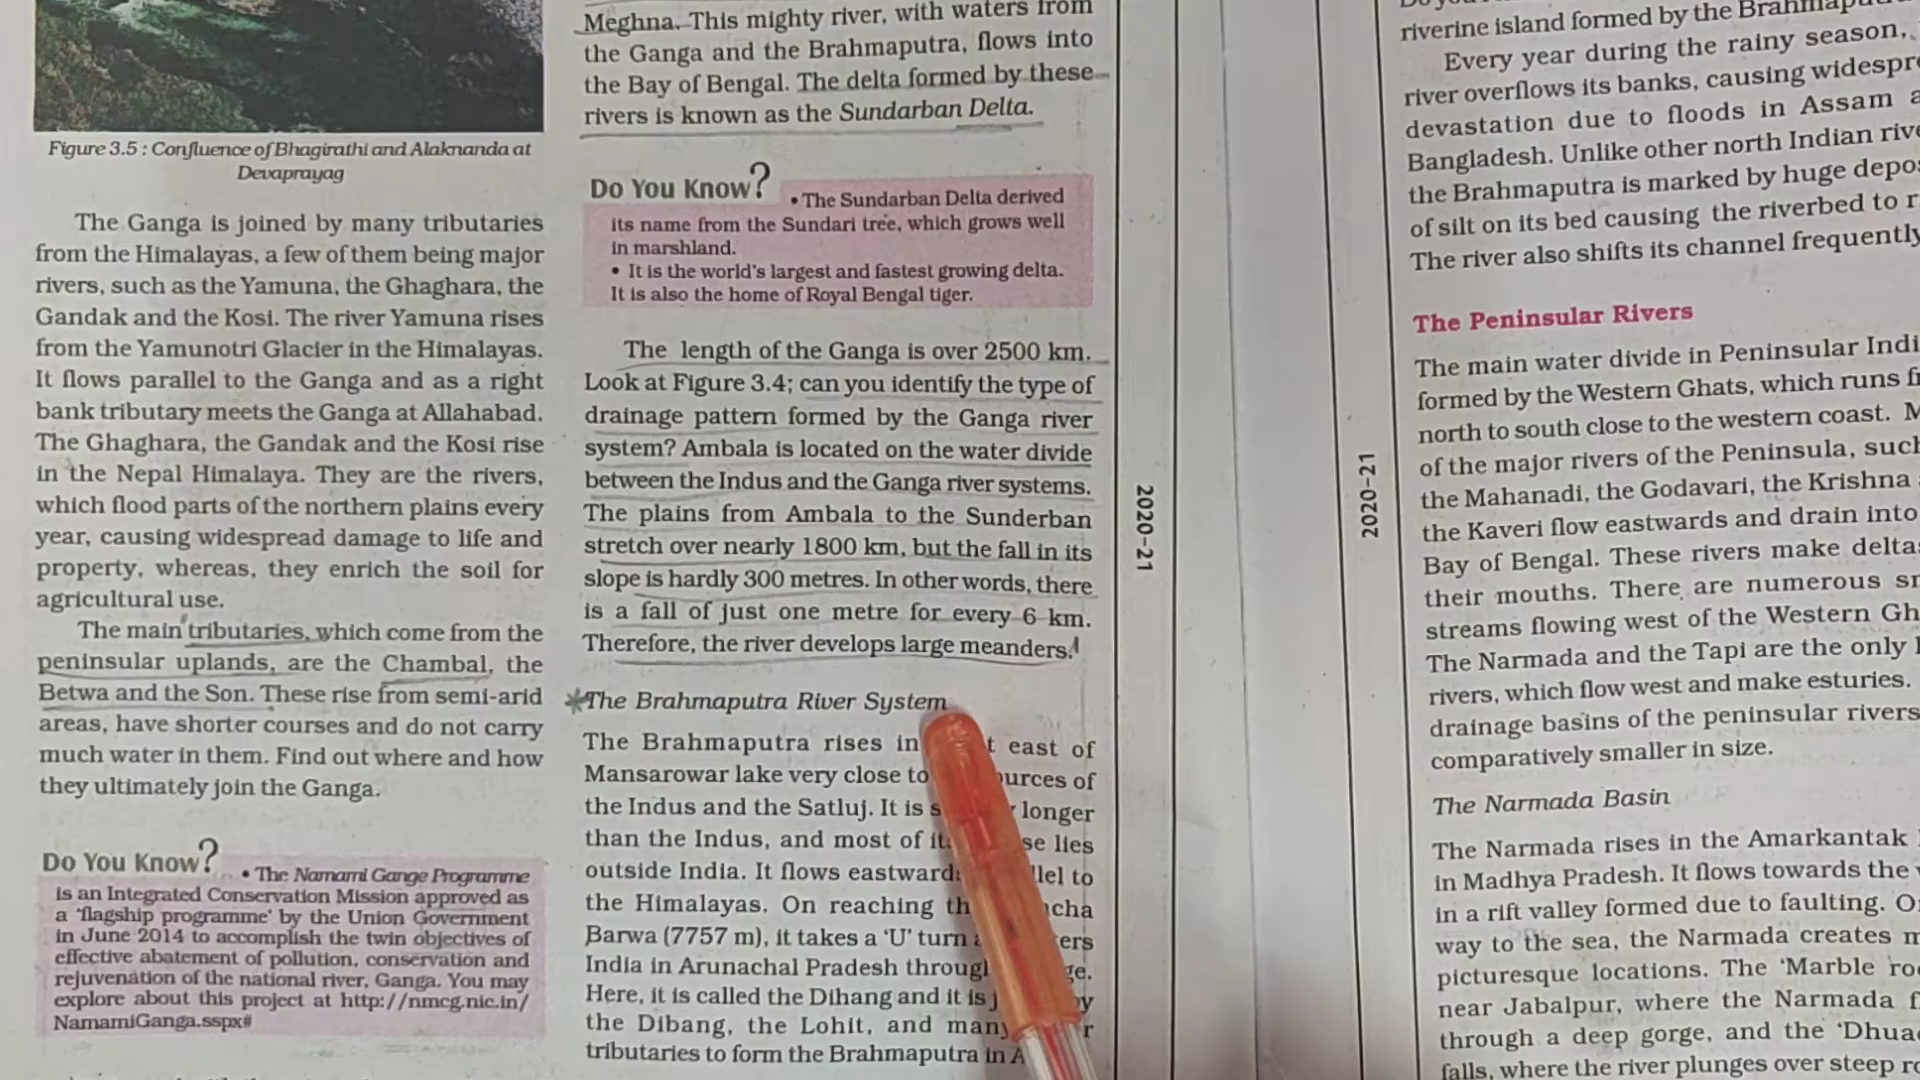 Figure 3.5 : Confluence of Bhagirathi and Alaknanda at
Devaprayag
The Ganga is joined by many tributaries
from the Himalayas, a few of them being major
rivers, such as the Yamuna, the Ghaghara, the
Gandak and the Kosi. The river Yamuna rises
from the Yamunotri Glacier in the Himalayas.
It flows parallel to the Ganga and as a right
bank tributary meets the Ganga at Allahabad.
The Ghaghara, the Gandak and the Kosi rise
in the Nepal Himalaya. They are the rivers,
which flood parts of the northern plains every
year, causing widespread damage to life and
property, whereas, they enrich the soil for
agricultural use.
The main tributaries, which come from the
peninsular uplands, are the Chambal, the
Betwa and the Son. These rise from semi-arid
areas, have shorter courses and do not carry
much water in them. Find out where and how
they ultimately join the Ganga.
Do You Know?
• The Namami Gange Programme
is an Integrated Conservation Mission approved as
a 'flagship programme' by the Union Government
in June 2014 to accomplish the twin objectives of
effective abatement of pollution, conservation and
rejuvenation of the national river, Ganga. You may
explore about this project at http://nmcg.nic.in/
NamamiGanga.sspx#
Meghna. This mighty river, with waters from
the Ganga and the Brahmaputra, flows into
the Bay of Bengal. The delta formed by these
rivers is known as the Sundarban Delta.
Do You Know?
• The Sundarban Delta derived
its name from the Sundari tree, which grows well
in marshland.
• It is the world's largest and fastest growing delta.
It is also the home of Royal Bengal tiger.
The length of the Ganga is over 2500 km.
Look at Figure 3.4; can you identify the type of
drainage pattern formed by the Ganga river
system? Ambala is located on the water divide
between the Indus and the Ganga river systems.
The plains from Ambala to the Sunderban
stretch over nearly 1800 km, but the fall in its
slope is hardly 300 metres. In other words, there
is a fall of just one metre for every 6 km.
Therefore, the river develops large meanders.
The Brahmaputra River System
The Brahmaputra rises in east of
Mansarowar lake very close to
the Indus and the Satluj. It is longer
than the Indus, and most of lies
outside India. It flows to
the Himalayas. On reaching
Barwa (7757 m), it takes a 'U' turn
India in Arunachal Pradesh
Here, it is called the Dihang and it is
the Dibang, the Lohit, and
tributaries to form the Brahmaputra in
2020-21
2020-21
riverine island formed by the
Every year during the rainy season,
river overflows its banks, causing
devastation due to floods in Assam
Bangladesh. Unlike other north Indian
the Brahmaputra is marked by huge
of silt on its bed causing the riverbed to
The river also shifts its channel frequently
The Peninsular Rivers
The main water divide in Peninsular
formed by the Western Ghats, which runs
north to south close to the western coast.
of the major rivers of the Peninsula, such
the Mahanadi, the Godavari, the Krishna
the Kaveri flow eastwards and drain into
Bay of Bengal. These rivers make
their mouths. There are numerous
streams flowing west of the Western
The Narmada and the Tapi are the only
rivers, which flow west and make esturies.
drainage basins of the peninsular rivers
comparatively smaller in size.
The Narmada Basin
The Narmada rises in the Amarkantak
in Madhya Pradesh. It flows towards the
in a rift valley formed due to faulting.
way to the sea, the Narmada creates
picturesque locations. The 'Marble
near Jabalpur, where the Narmada
through a deep gorge, and the
falls, where the river plunges over steep